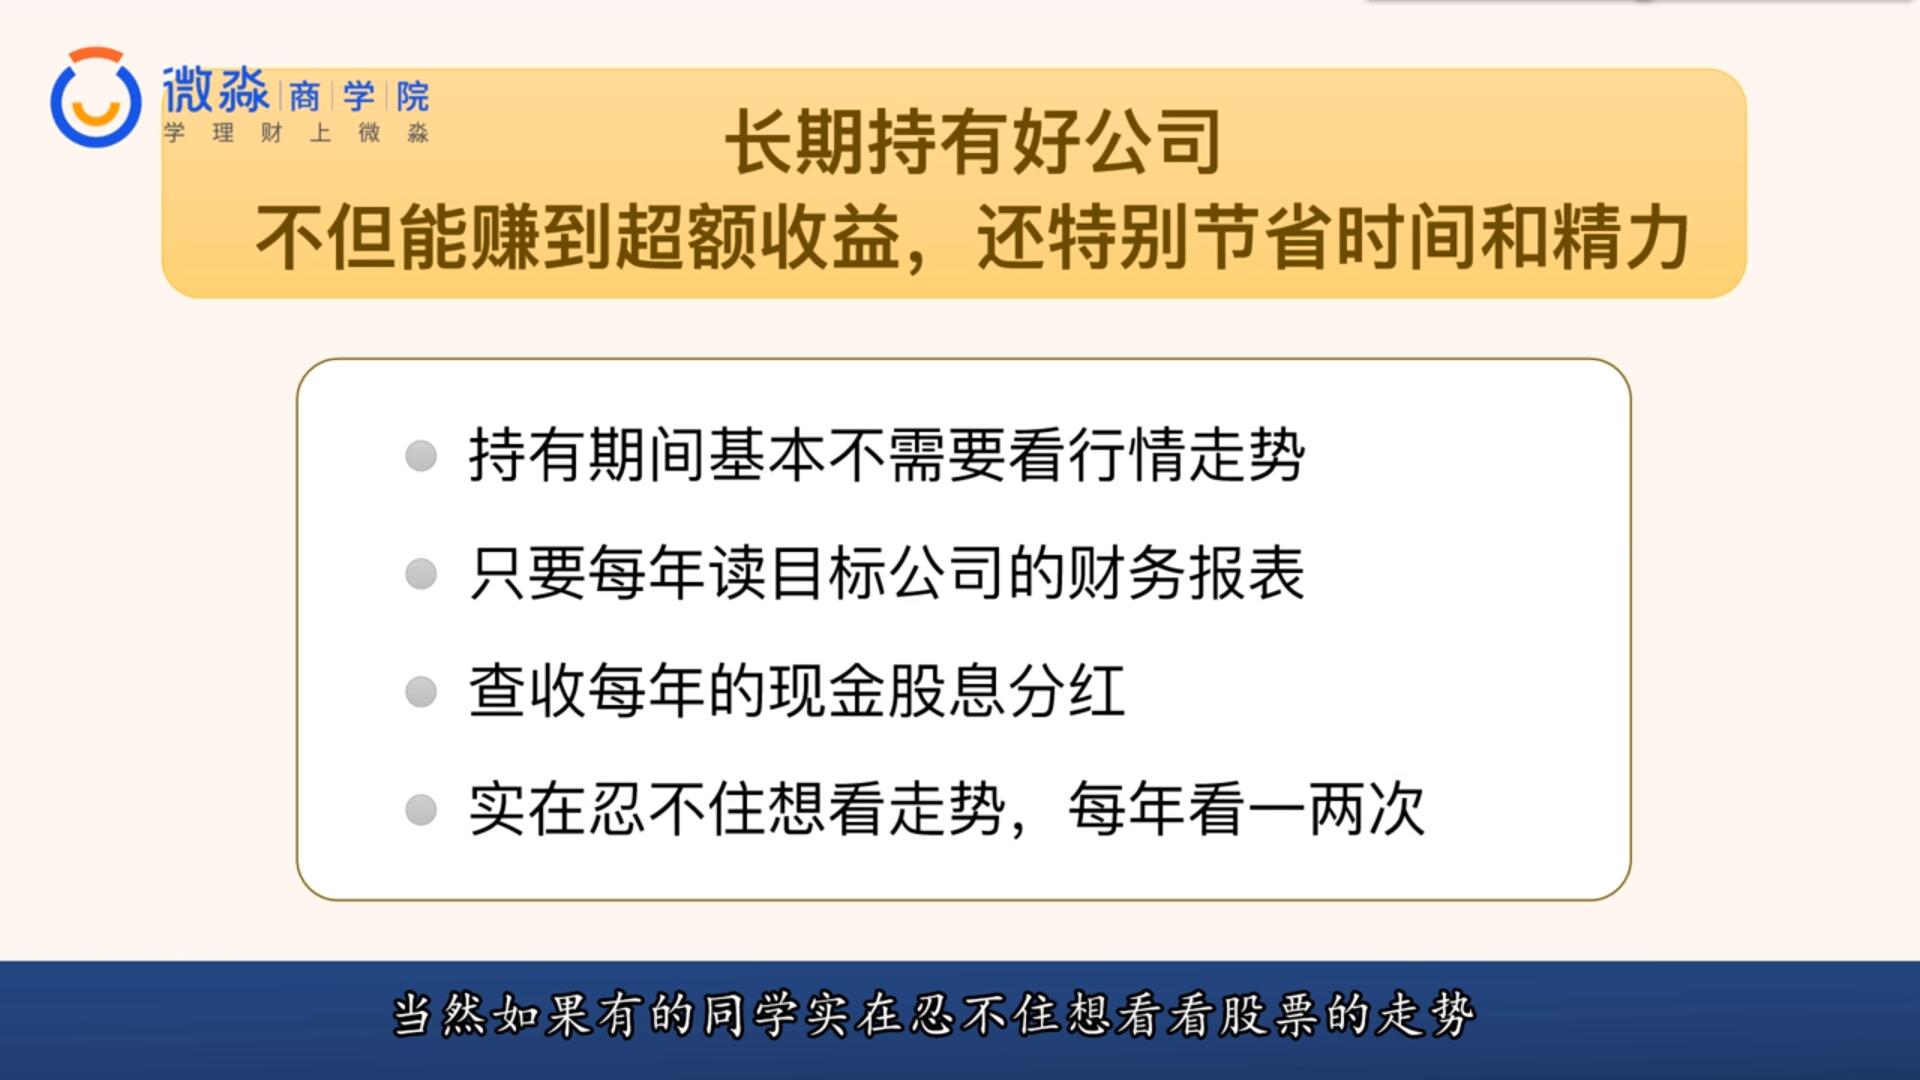 微淼 商 学 院
学 理 财 上 微 淼
长期持有好公司
不但能赚到超额收益，还特别节省时间和精力
持有期间基本不需要看行情走势
只要每年读目标公司的财务报表
查收每年的现金股息分红
实在忍不住想看走势，每年看一两次
当然如果有的同学实在忍不住想看看股票的走势